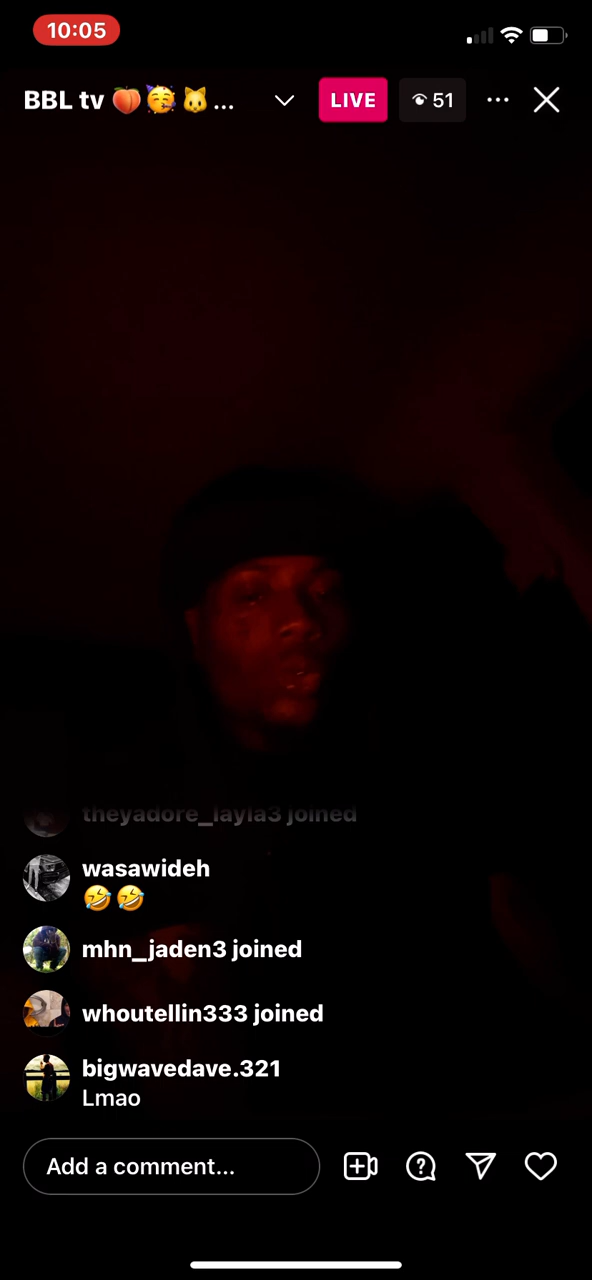 10:05
BBL tv 🍑🥳🐱...
LIVE
51
theyadore_layla3 joined
wasawideh
🤣🤣
mhn_jaden3 joined
whoutellin333 joined
bigwavedave.321
Lmao
Add a comment...